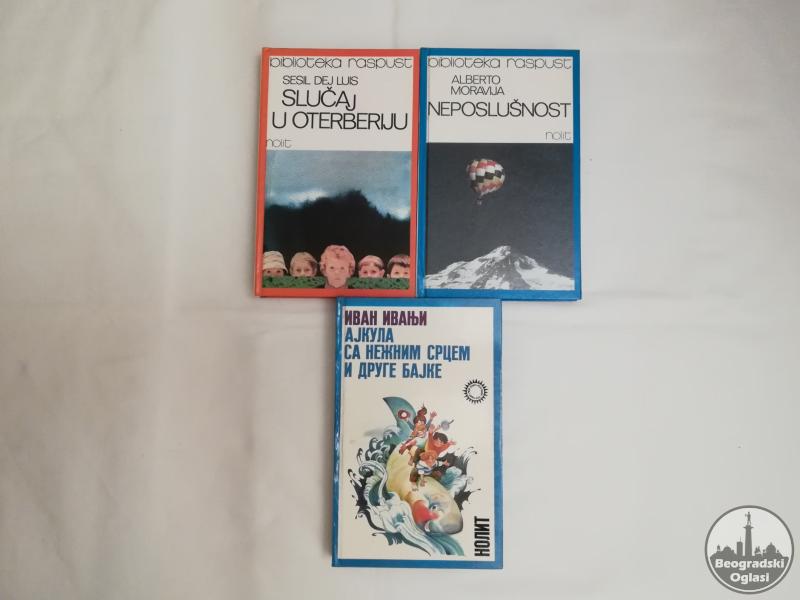 biblioteka raspust
SESIL DEJ LUIS
SLUČAJ
U OTERBERIJU
nolit
biblioteka raspust
ALBERTO
MORAVIJA
NEPOSLUŠNOST
nolit
ИВАН ИВАЊИ
АЈКУЛА
СА НЕЖНИМ СРЦЕМ
И ДРУГЕ БАЈКЕ
НОЛИТ
Beogradski
Oglasi